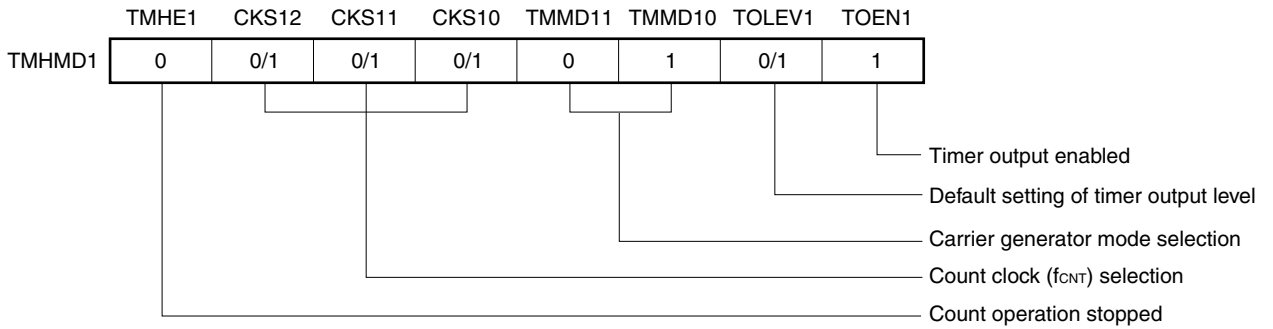 TMHE1 CKS12 CKS11 CKS10 TMMD11 TMMD10 TOLEV1 TOEN1
TMHMD1 0 0/1 0/1 0/1 0 1 0/1 1
Timer output enabled
Default setting of timer output level
Carrier generator mode selection
Count clock (fCNT) selection
Count operation stopped